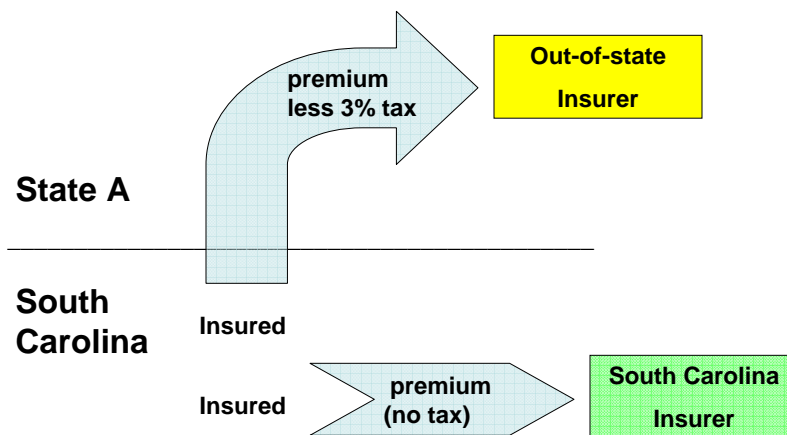 premium
less 3% tax
Out-of-state
Insurer
State A
South
Carolina
Insured
Insured
premium
(no tax)
South Carolina
Insurer